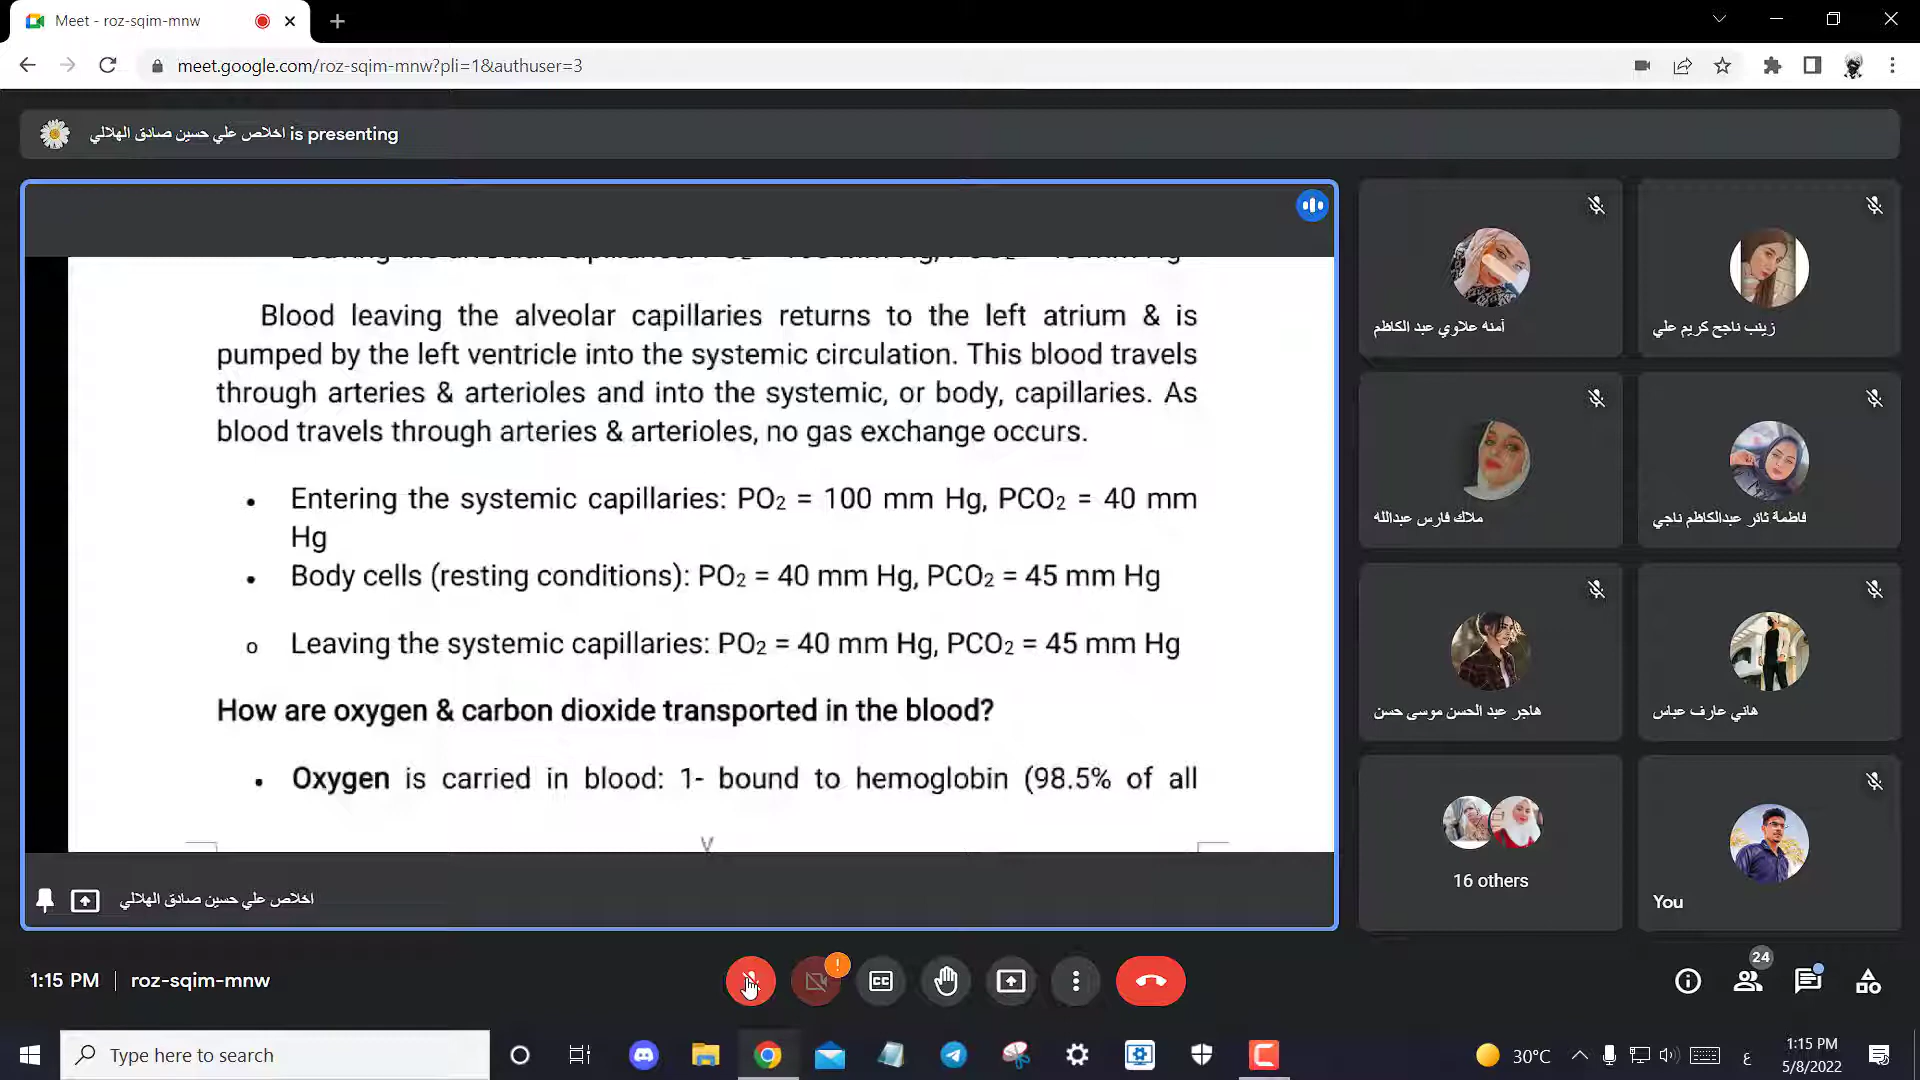 Meet - roz-sqim-mnw
meet.google.com/roz-sqim-mnw?pli=1&authuser=3
اخلاص علي حسين صادق الهلالي is presenting
Blood leaving the alveolar capillaries returns to the left atrium & is
pumped by the left ventricle into the systemic circulation. This blood travels
through arteries & arterioles and into the systemic, or body, capillaries. As
blood travels through arteries & arterioles, no gas exchange occurs.
• Entering the systemic capillaries: PO2 = 100 mm Hg, PCO2 = 40 mm
Hg
• Body cells (resting conditions): PO2 = 40 mm Hg, PCO2 = 45 mm Hg
o Leaving the systemic capillaries: PO2 = 40 mm Hg, PCO2 = 45 mm Hg
How are oxygen & carbon dioxide transported in the blood?
• Oxygen is carried in blood: 1- bound to hemoglobin (98.5% of all
اخلاص علي حسين صادق الهلالي
آمنه علاوي عبد الكاظم
زينب ناجح كريم علي
ملاك فارس عبدالله
فاطمة ثائر عبدالكاظم ناجي
هاجر عبد الحسن موسى حسن
هاني عارف عباس
16 others
You
1:15 PM | roz-sqim-mnw
CC
24
Type here to search
30°C
ع
1:15 PM
5/8/2022